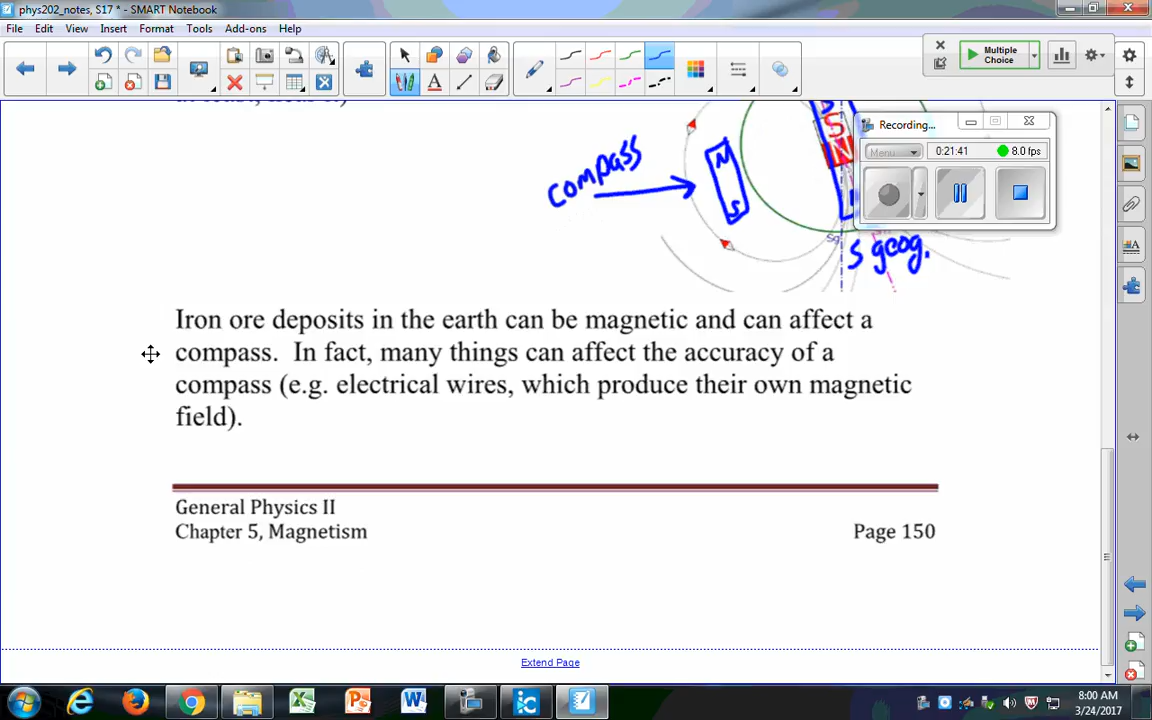 phys202_notes, S17 * - SMART Notebook
File Edit View Insert Format Tools Add-ons Help
Multiple
Choice
Recording...
Menu
0:21:41
8.0 fps
S
N
compass
N
S
Sg
S geog.
Iron ore deposits in the earth can be magnetic and can affect a
compass. In fact, many things can affect the accuracy of a
compass (e.g. electrical wires, which produce their own magnetic
field).
General Physics II
Chapter 5, Magnetism
Page 150
Extend Page
8:00 AM
3/24/2017